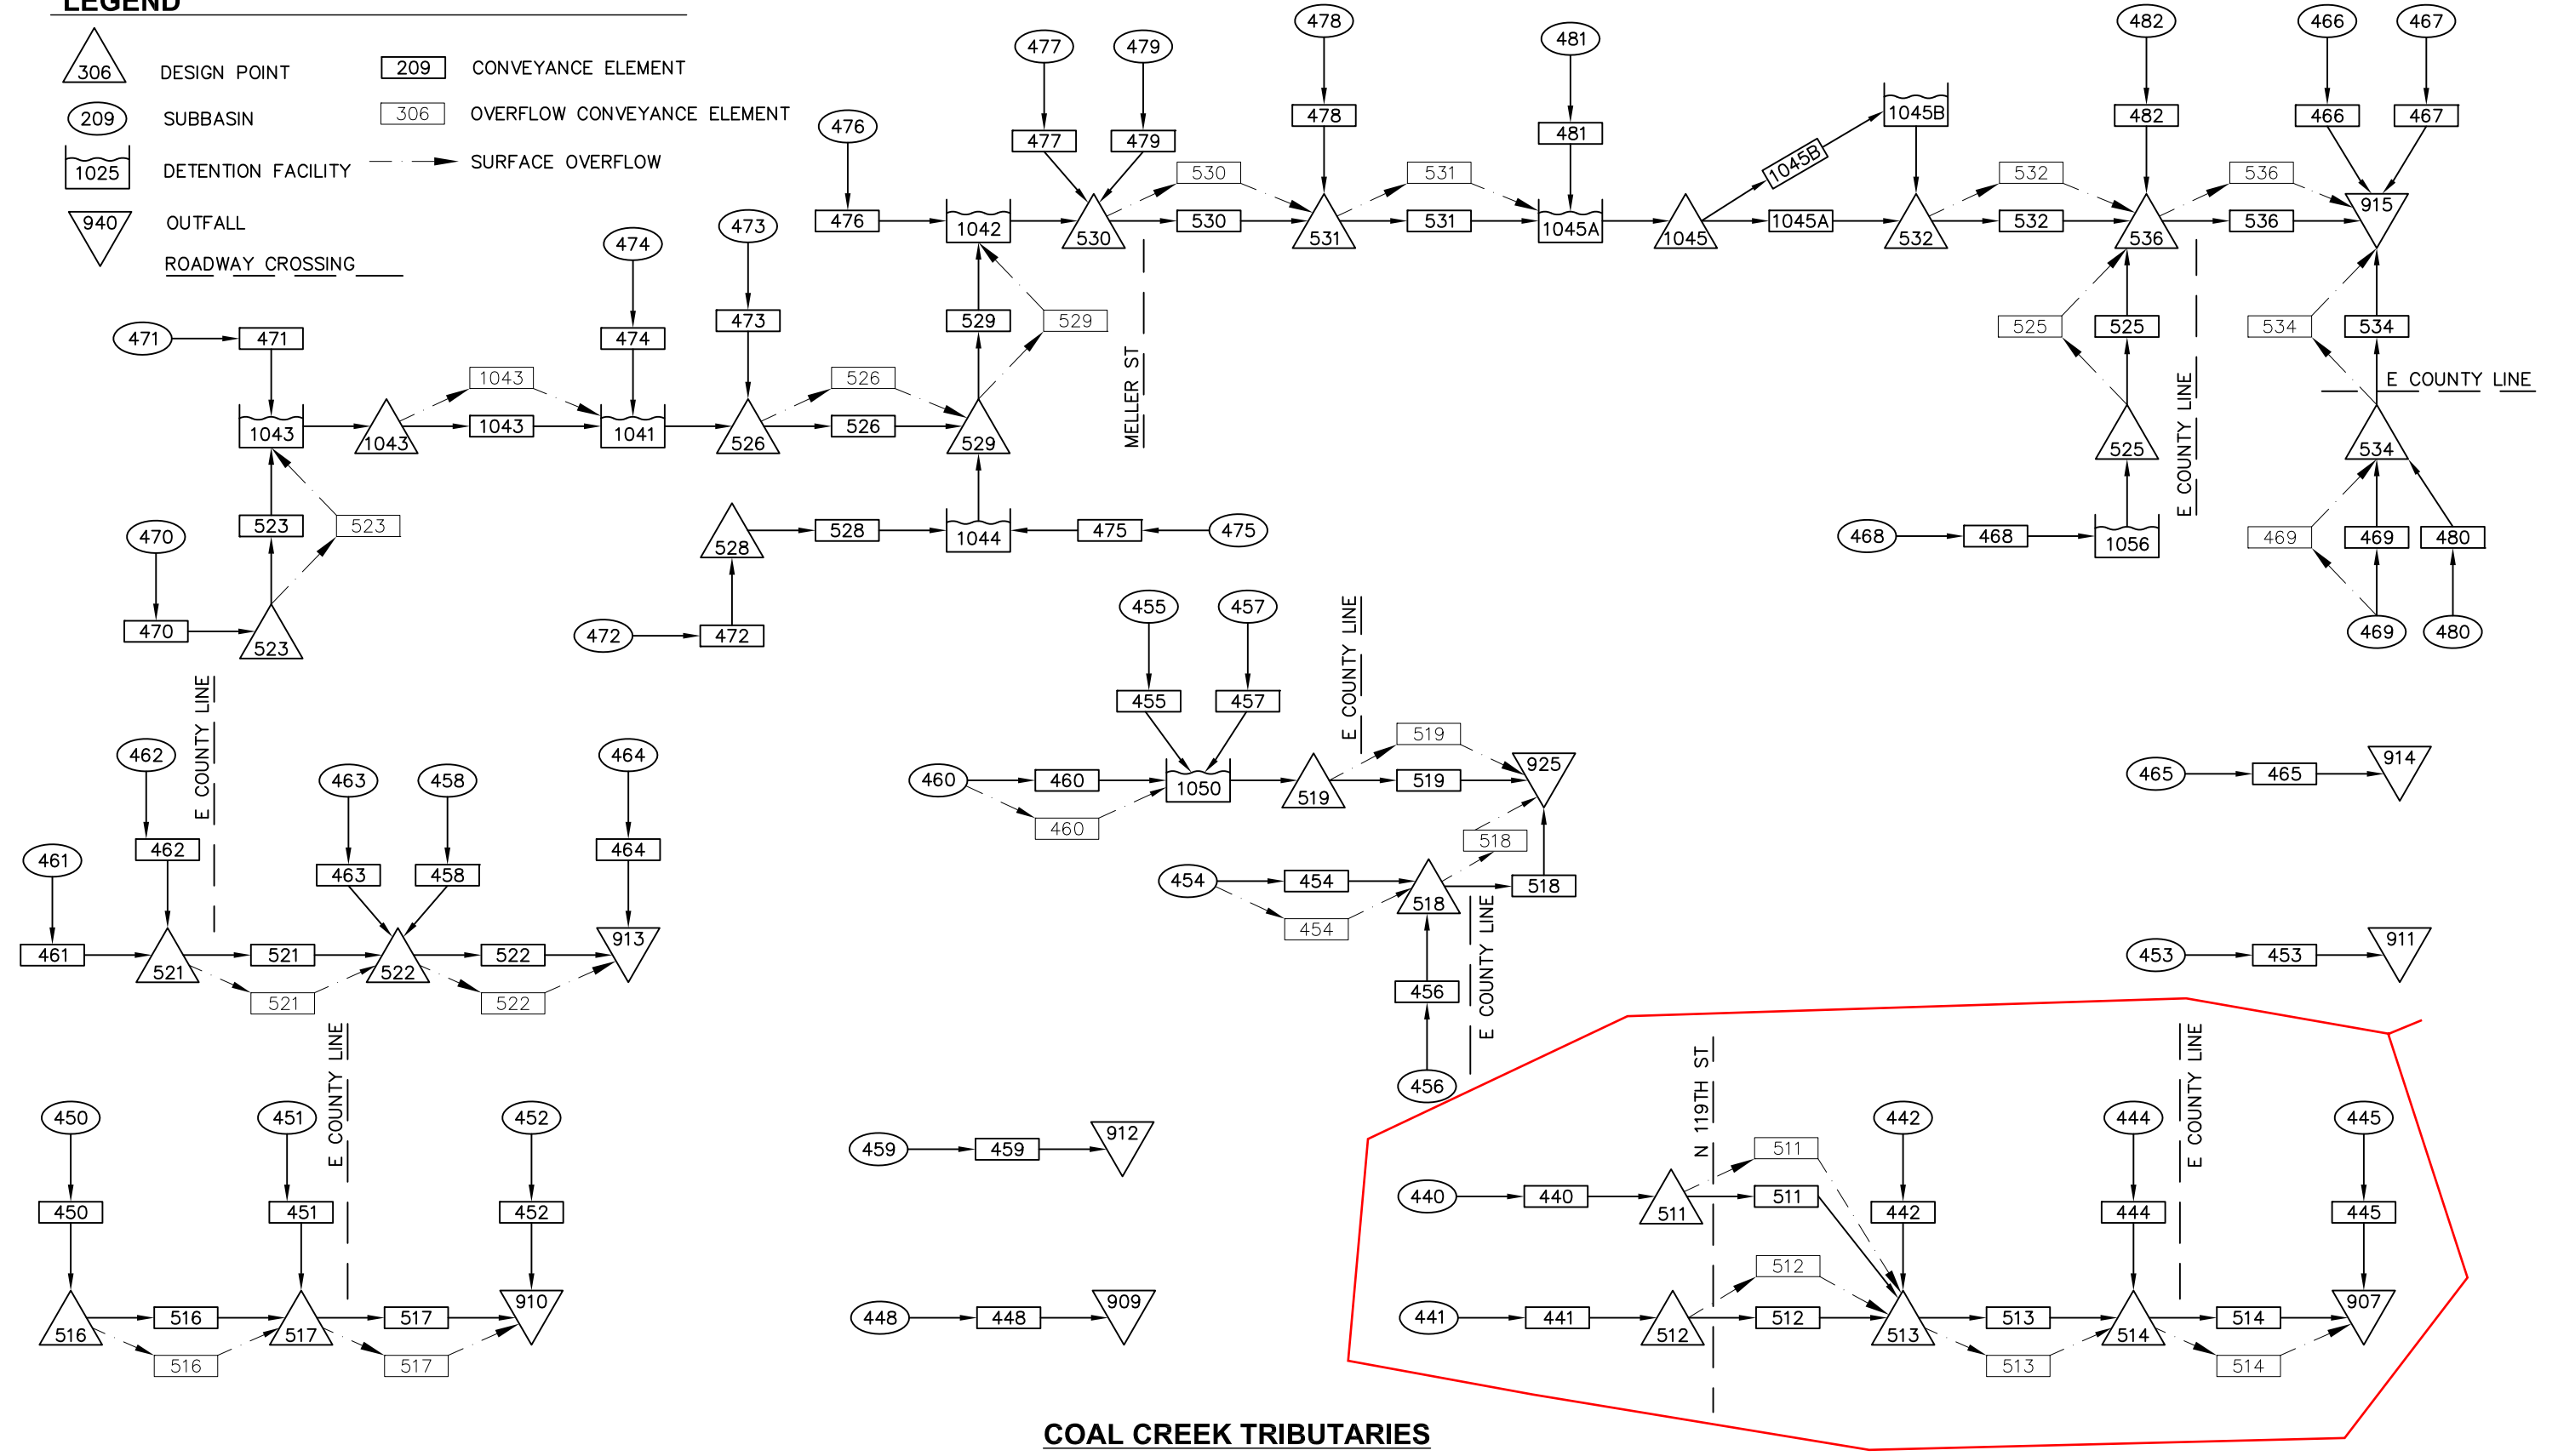 LEGEND
306 DESIGN POINT 209 CONVEYANCE ELEMENT
209 SUBBASIN 306 OVERFLOW CONVEYANCE ELEMENT
1025 DETENTION FACILITY SURFACE OVERFLOW
940 OUTFALL
ROADWAY CROSSING
478 482 466 467
477 479 481
476 478 1045B 482 466 467
477 479 481
1045B
530 531 532 536
476 1042 530 530 531 531 1045A 1045 1045A 532 532 536 536 915
474 473
471 471 474 473 529 529 525 525 534 534
MELLER ST
E COUNTY LINE
E COUNTY LINE
1043 526
1043 1043 1043 1041 526 526 529 525 534
470 523 523 528 528 1044 475 475 468 468 1056 469 469 480
470 523 472 472 469 480
455 457
E COUNTY LINE
455 457
519
460 460 1050 519 519 925
460 518
454 454 518 518
454
456
E COUNTY LINE
456
E COUNTY LINE
462 463 458 464
461 462 463 458 464
461 521 521 522 522 913
521 522
465 465 914
453 453 911
E COUNTY LINE
450 451 452
450 451 452
516 516 517 517 910
516 517
459 459 912
448 448 909
N 119TH ST
E COUNTY LINE
442 444 445
511
440 440 511 511 442 444 445
512
441 441 512 512 513 513 514 514 907
513 514
COAL CREEK TRIBUTARIES